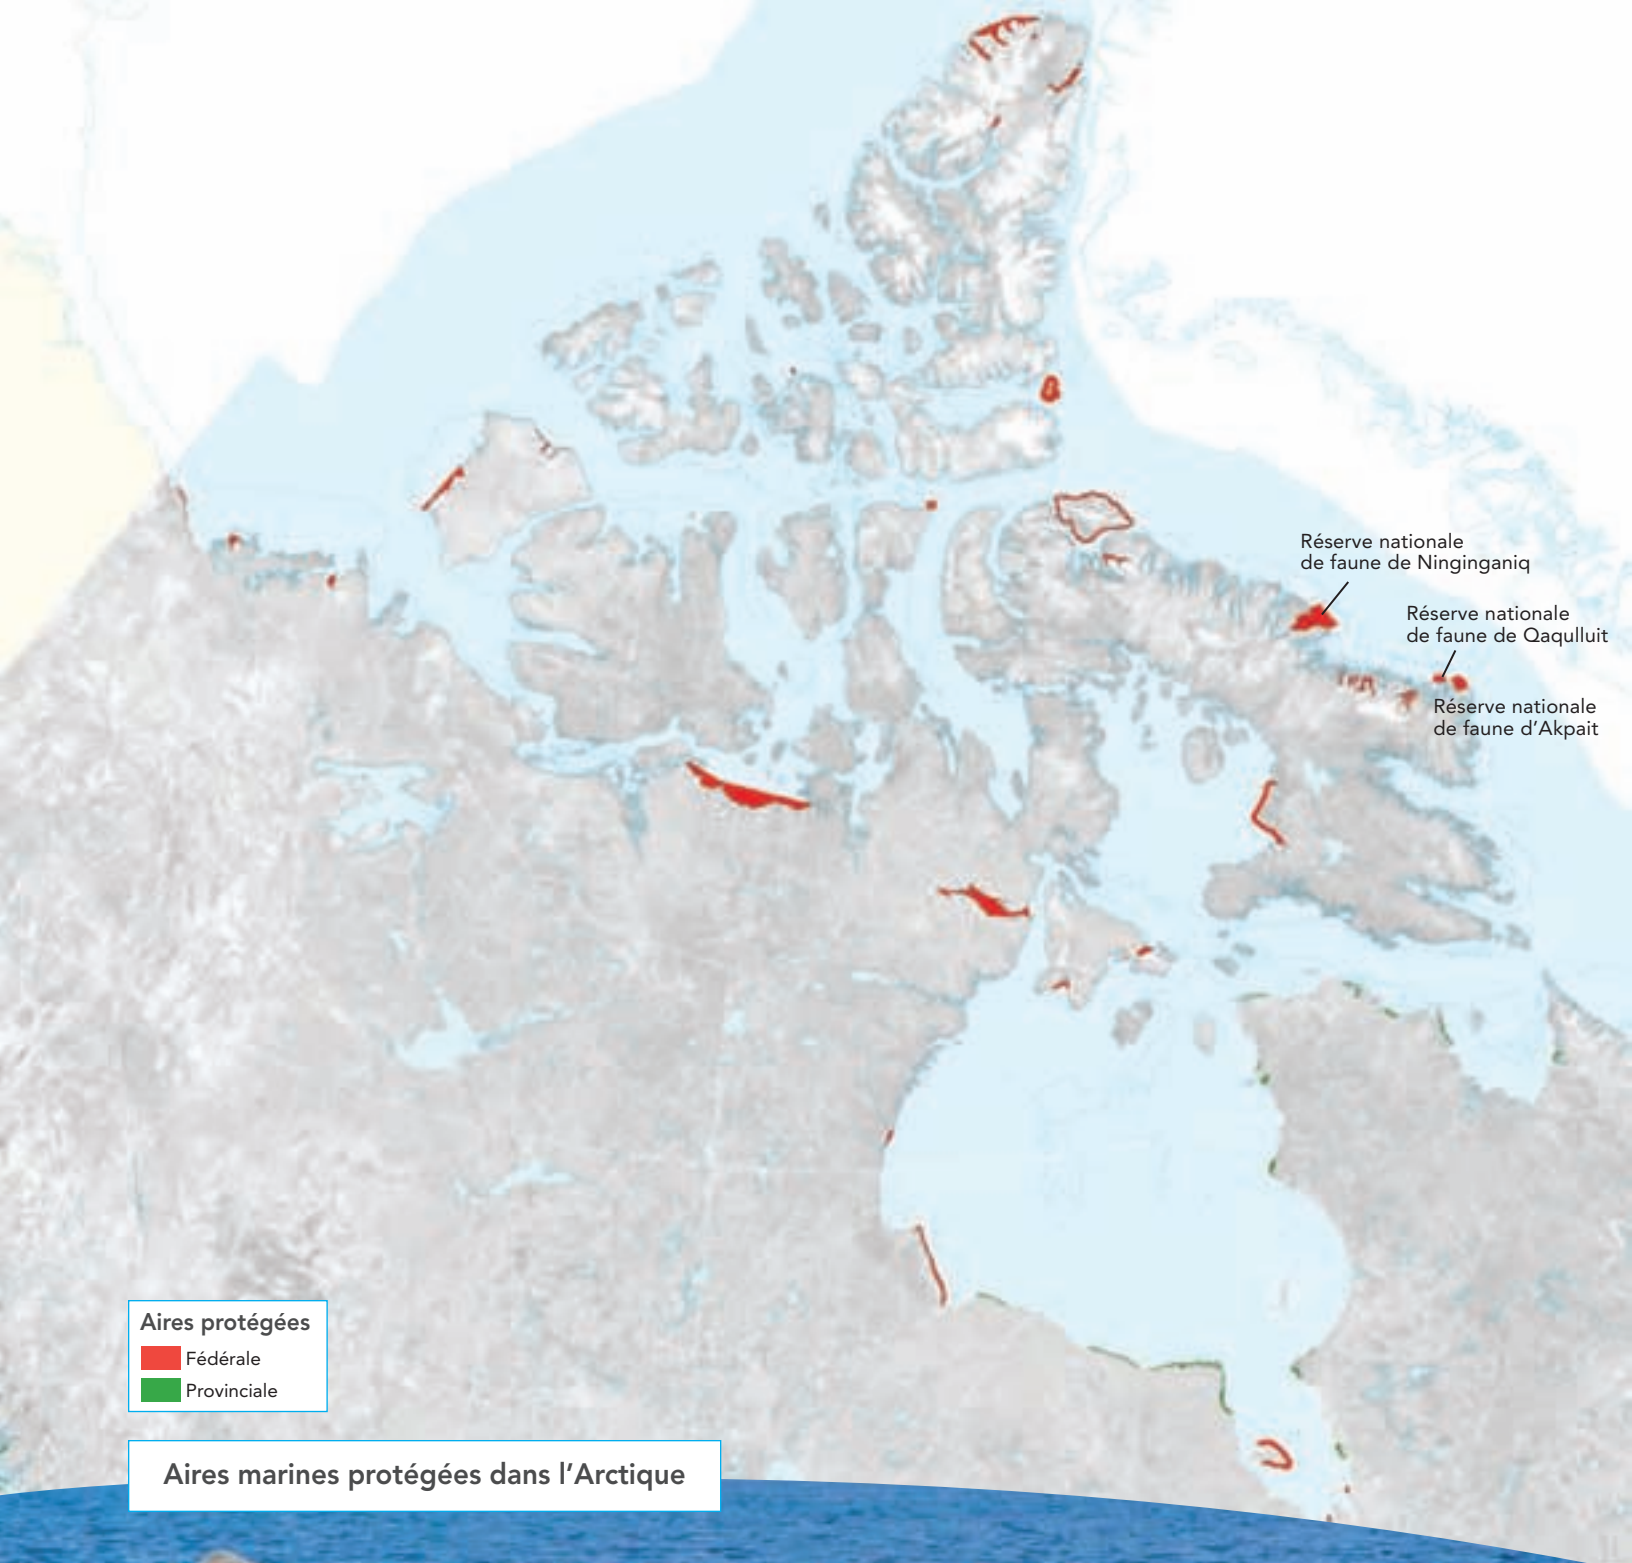 Réserve nationale
de faune de Ninginganiq
Réserve nationale
de faune de Qaqulluit
Réserve nationale
de faune d'Akpait
Aires protégées
Fédérale
Provinciale
Aires marines protégées dans l'Arctique